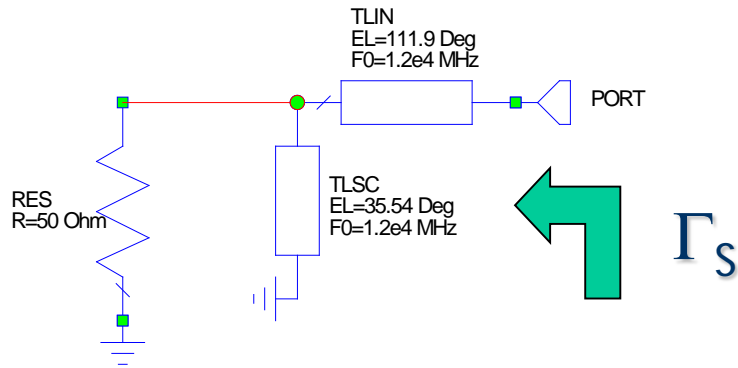 TLIN
EL=111.9 Deg
F0=1.2e4 MHz
PORT
RES
R=50 Ohm
TLSC
EL=35.54 Deg
F0=1.2e4 MHz
ΓS